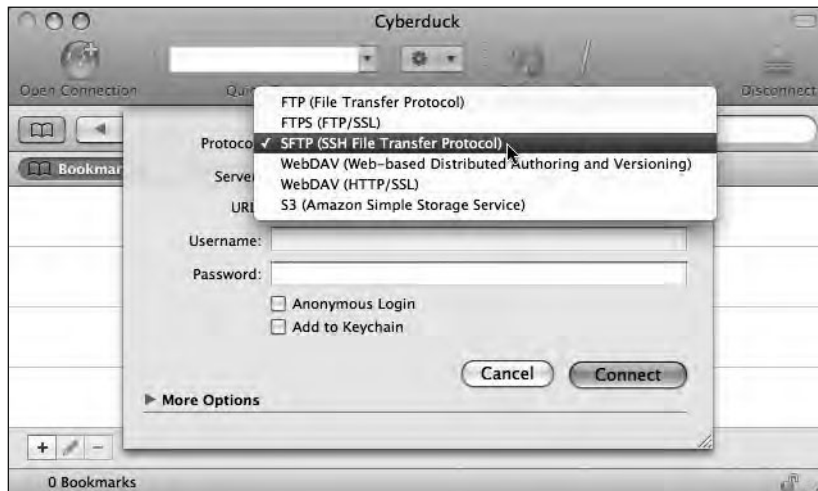 Cyberduck
Open Connection
Disconnect
FTP (File Transfer Protocol)
FTPS (FTP/SSL)
Protoco ✓ SFTP (SSH File Transfer Protocol)
Bookmar
WebDAV (Web-based Distributed Authoring and Versioning)
Server
WebDAV (HTTP/SSL)
URL
S3 (Amazon Simple Storage Service)
Username:
Password:
Anonymous Login
Add to Keychain
Cancel
Connect
More Options
+
-
0 Bookmarks